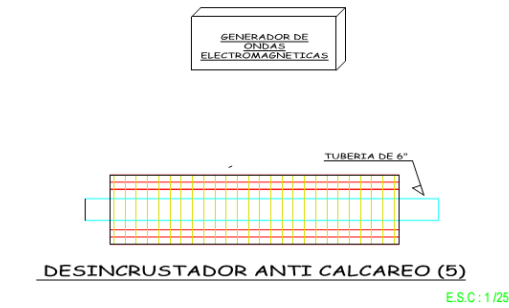 GENERADOR DE
ONDAS
ELECTROMAGNETICAS
TUBERIA DE 6"
DESINCRUSTADOR ANTI CALCAREO (5)
E.S.C : 1 /25